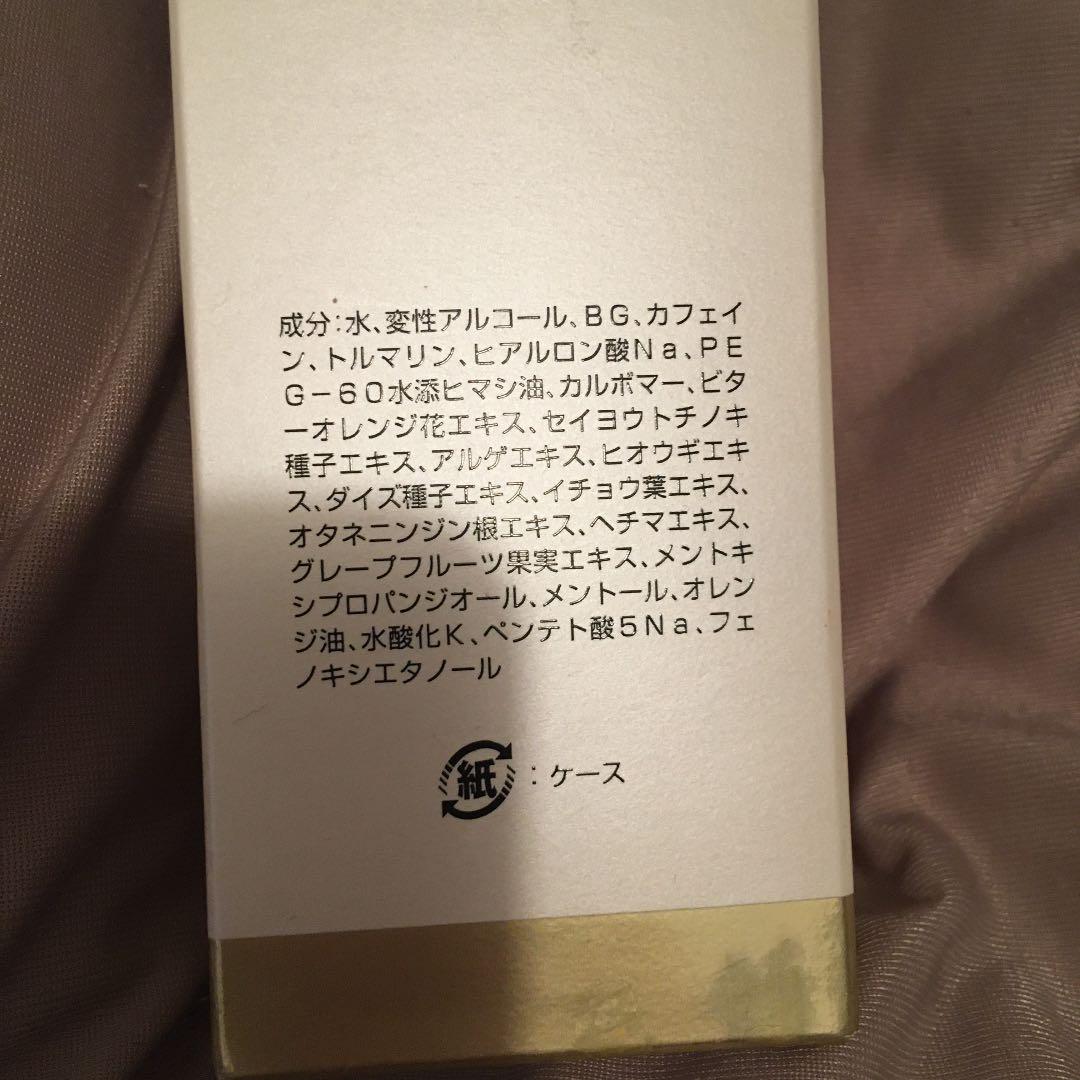 成分：水、変性アルコール、ＢＧ、カフェイ
ン、トルマリン、ヒアルロン酸Ｎａ、ＰＥ
Ｇ－６０水添ヒマシ油、カルボマー、ビタ
ーオレンジ花エキス、セイヨウトチノキ
種子エキス、アルゲエキス、ヒオウギエキ
ス、ダイズ種子エキス、イチョウ葉エキス、
オタネニンジン根エキス、ヘチマエキス、
グレープフルーツ果実エキス、メントキ
シプロパンジオール、メントール、オレン
ジ油、水酸化Ｋ、ペンテト酸５Ｎａ、フェ
ノキシエタノール
紙：ケース